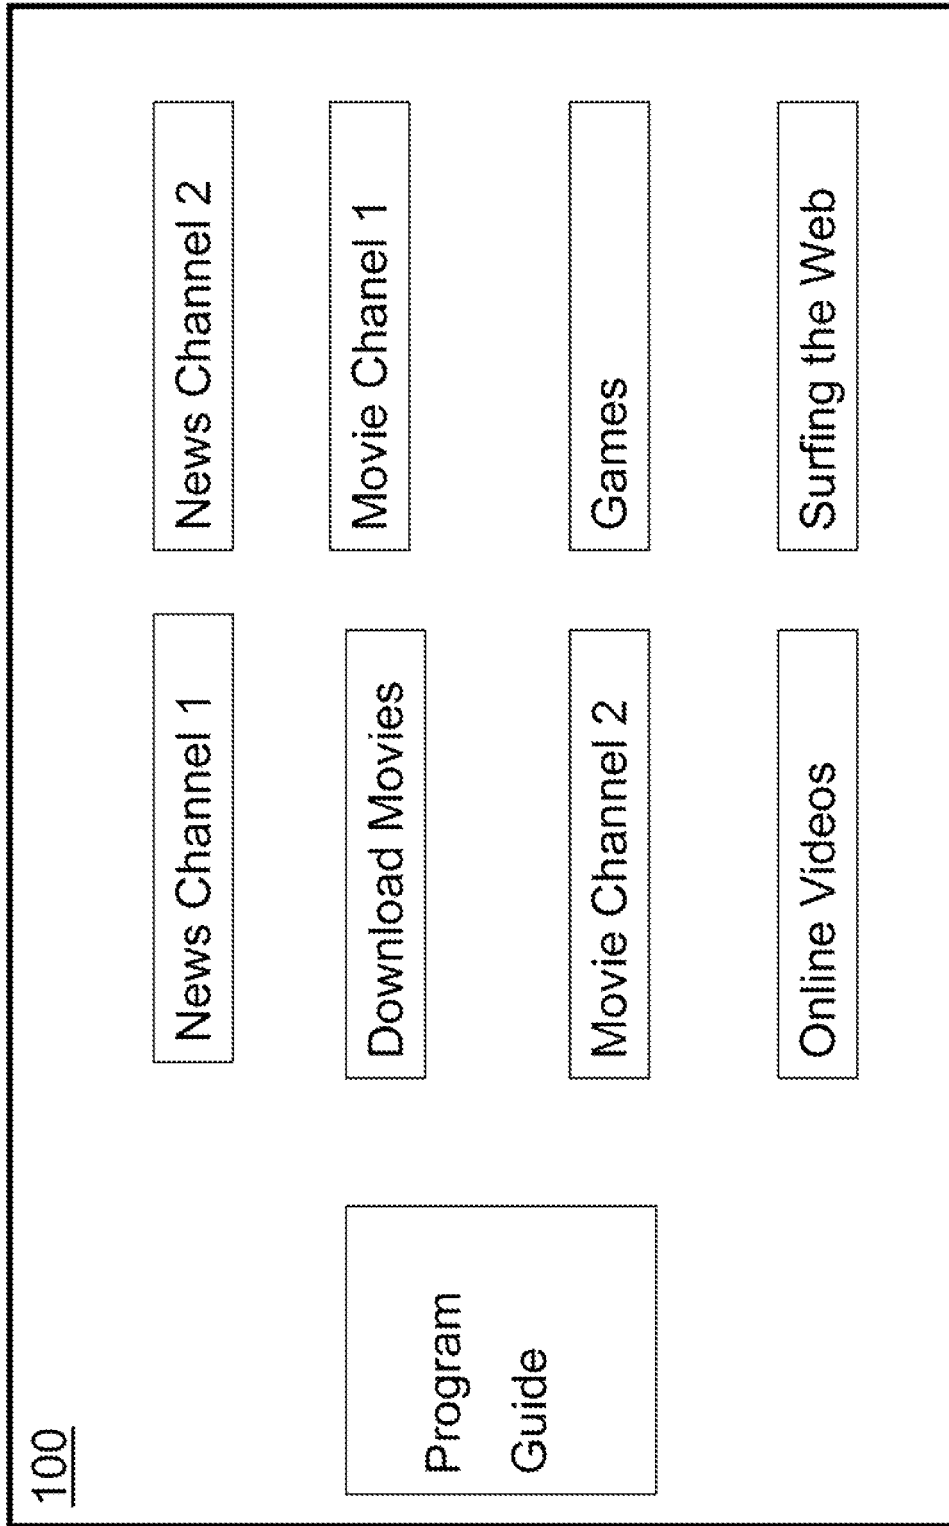 100
News Channel 1
News Channel 2
Download Movies
Movie Chanel 1
Program
Guide
Movie Channel 2
Games
Online Videos
Surfing the Web